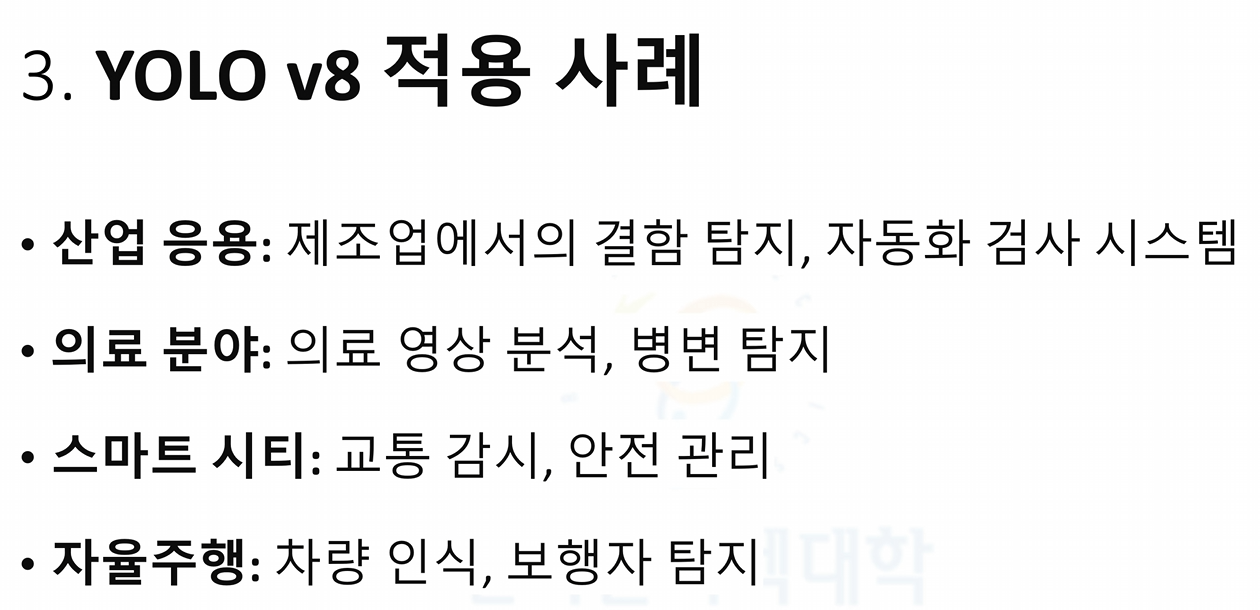 3. YOLO v8 적용 사례
• 산업 응용: 제조업에서의 결함 탐지, 자동화 검사 시스템
• 의료 분야: 의료 영상 분석, 병변 탐지
• 스마트 시티: 교통 감시, 안전 관리
• 자율주행: 차량 인식, 보행자 탐지